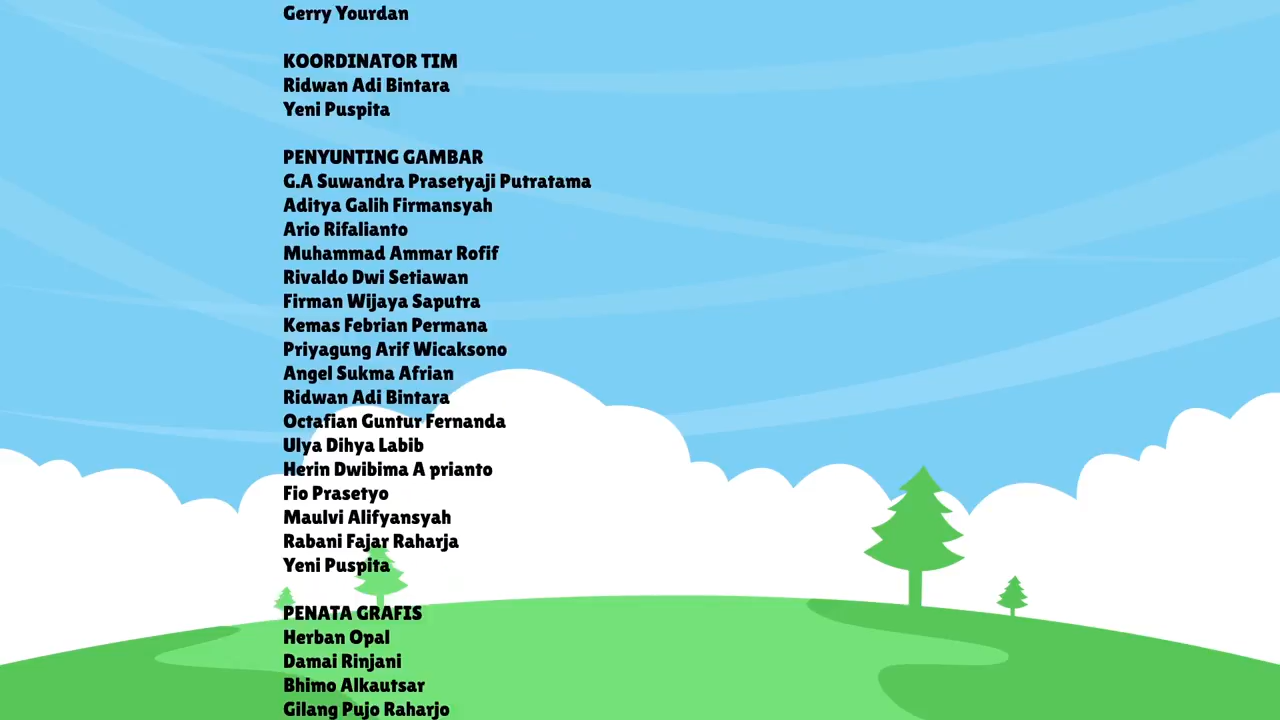 Gerry Yourdan
KOORDINATOR TIM
Ridwan Adi Bintara
Yeni Puspita
PENYUNTING GAMBAR
G.A Suwandra Prasetyaji Putratama
Aditya Galih Firmansyah
Ario Rifalianto
Muhammad Ammar Rofif
Rivaldo Dwi Setiawan
Firman Wijaya Saputra
Kemas Febrian Permana
Priyagung Arif Wicaksono
Angel Sukma Afrian
Ridwan Adi Bintara
Octafian Guntur Fernanda
Ulya Dihya Labib
Herin Dwibima A prianto
Fio Prasetyo
Maulvi Alifyansyah
Rabani Fajar Raharja
Yeni Puspita
PENATA GRAFIS
Herban Opal
Damai Rinjani
Bhimo Alkautsar
Gilang Pujo Raharjo